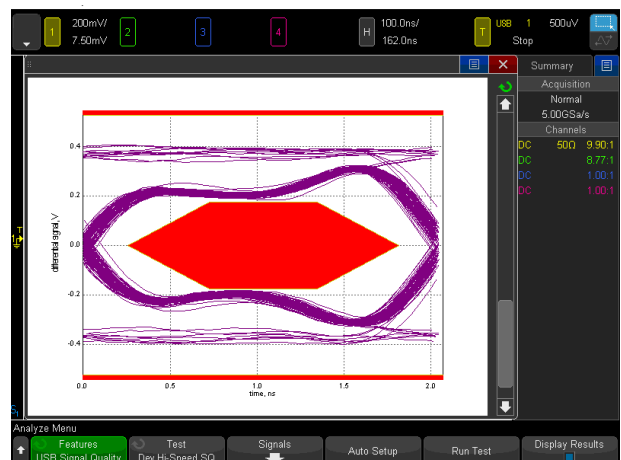 1 200mV/ 7.50mV 2 3 4 H 100.0ns/ 162.0ns T USB 1 500uV Stop
Summary
Acquisition
Normal
5.00GSa/s
Channels
DC 50Ω 9.90:1
DC 8.77:1
DC 1.00:1
DC 1.00:1
0.4
0.2
0.0
-0.2
-0.4
differential signal, V
0.0 0.5 1.0 1.5 2.0
time, ns
T
1
Analyze Menu
Features
USB Signal Quality
Test
Dev Hi-Speed SQ
Signals
Auto Setup
Run Test
Display Results